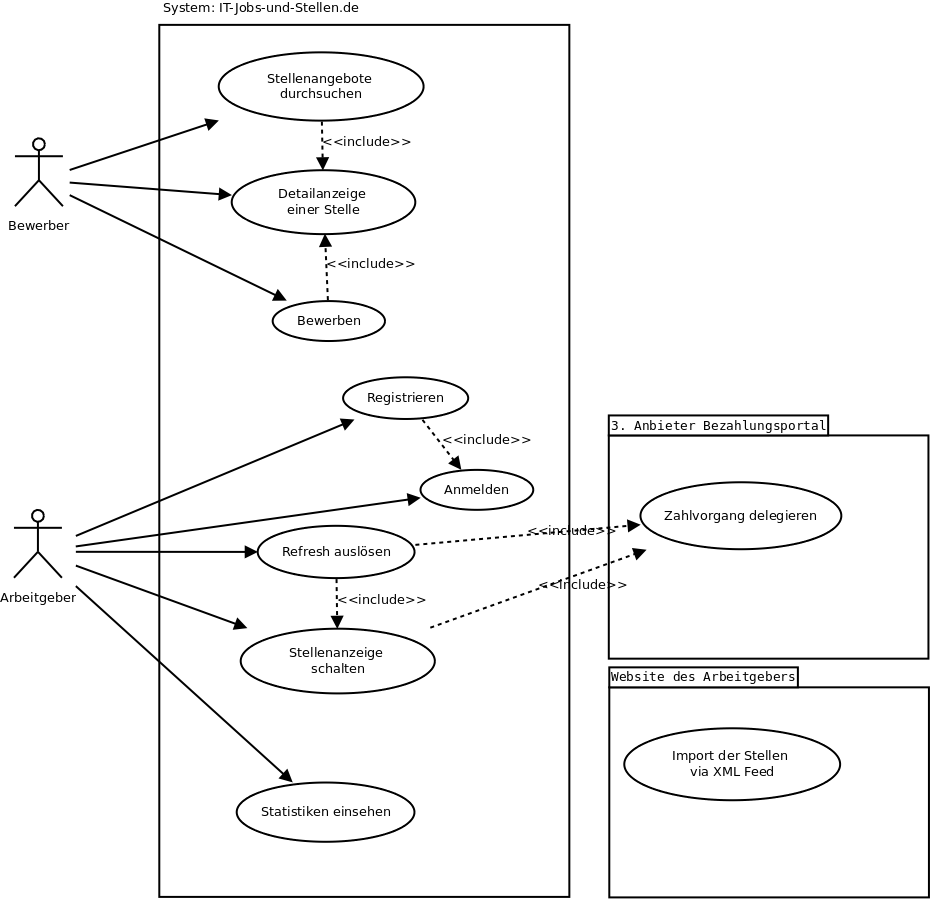 System: IT-Jobs-und-Stellen.de
Stellenangebote
durchsuchen
<<include>>
Bewerber
Detailanzeige
einer Stelle
<<include>>
Bewerben
Registrieren
<<include>>
Anmelden
3. Anbieter Bezahlungsportal
Zahlvorgang delegieren
Arbeitgeber
Refresh auslösen
<<include>>
<<include>>
<<include>>
Stellenanzeige
schalten
Website des Arbeitgebers
Import der Stellen
via XML Feed
Statistiken einsehen